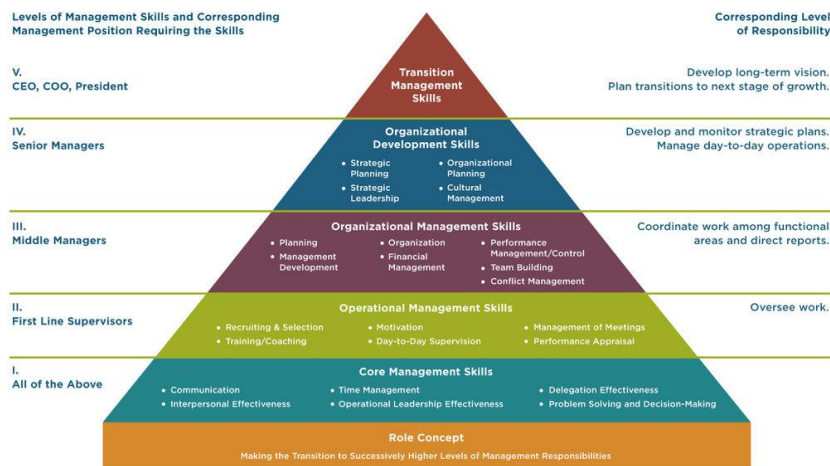 Levels of Management Skills and Corresponding
Management Position Requiring the Skills
Corresponding Level
of Responsibility
V.
CEO, COO, President
Transition
Management
Skills
Develop long-term vision.
Plan transitions to next stage of growth.
IV.
Senior Managers
Organizational
Development Skills
• Strategic
Planning
• Strategic
Leadership
• Organizational
Planning
• Cultural
Management
Develop and monitor strategic plans.
Manage day-to-day operations.
III.
Middle Managers
Organizational Management Skills
• Planning
• Management
Development
• Organization
• Financial
Management
• Performance
Management/Control
• Team Building
• Conflict Management
Coordinate work among functional
areas and direct reports.
II.
First Line Supervisors
Operational Management Skills
• Recruiting & Selection
• Training/Coaching
• Motivation
• Day-to-Day Supervision
• Management of Meetings
• Performance Appraisal
Oversee work.
I.
All of the Above
Core Management Skills
• Communication
• Interpersonal Effectiveness
• Time Management
• Operational Leadership Effectiveness
• Delegation Effectiveness
• Problem Solving and Decision-Making
Role Concept
Making the Transition to Successively Higher Levels of Management Responsibilities